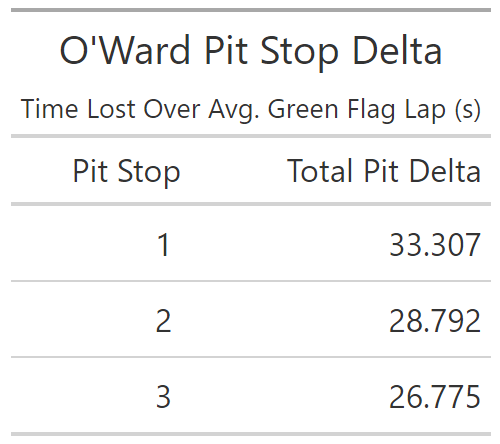 O'Ward Pit Stop Delta
Time Lost Over Avg. Green Flag Lap (s)
Pit Stop Total Pit Delta
1 33.307
2 28.792
3 26.775